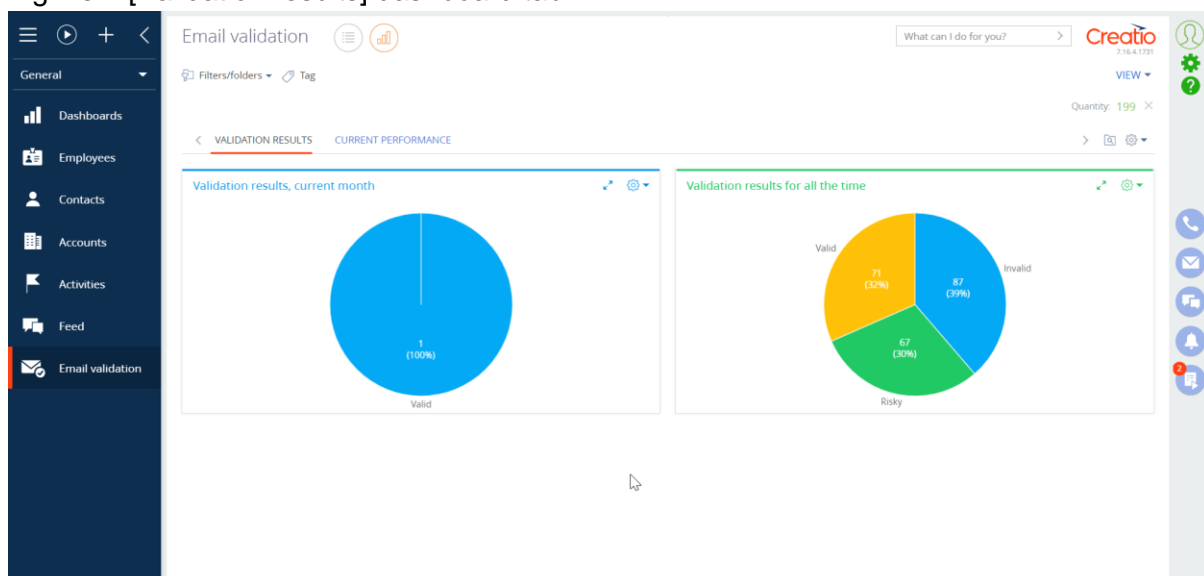 Email validation
What can I do for you?
Creatio
7.16.4.1731
General
Filters/folders
Tag
VIEW
Dashboards
Quantity: 199
VALIDATION RESULTS
CURRENT PERFORMANCE
Employees
Contacts
Accounts
Activities
Feed
Email validation
Validation results, current month
1
(100%)
Valid
Validation results for all the time
Valid
71
(32%)
87
(39%)
Invalid
67
(30%)
Risky
2